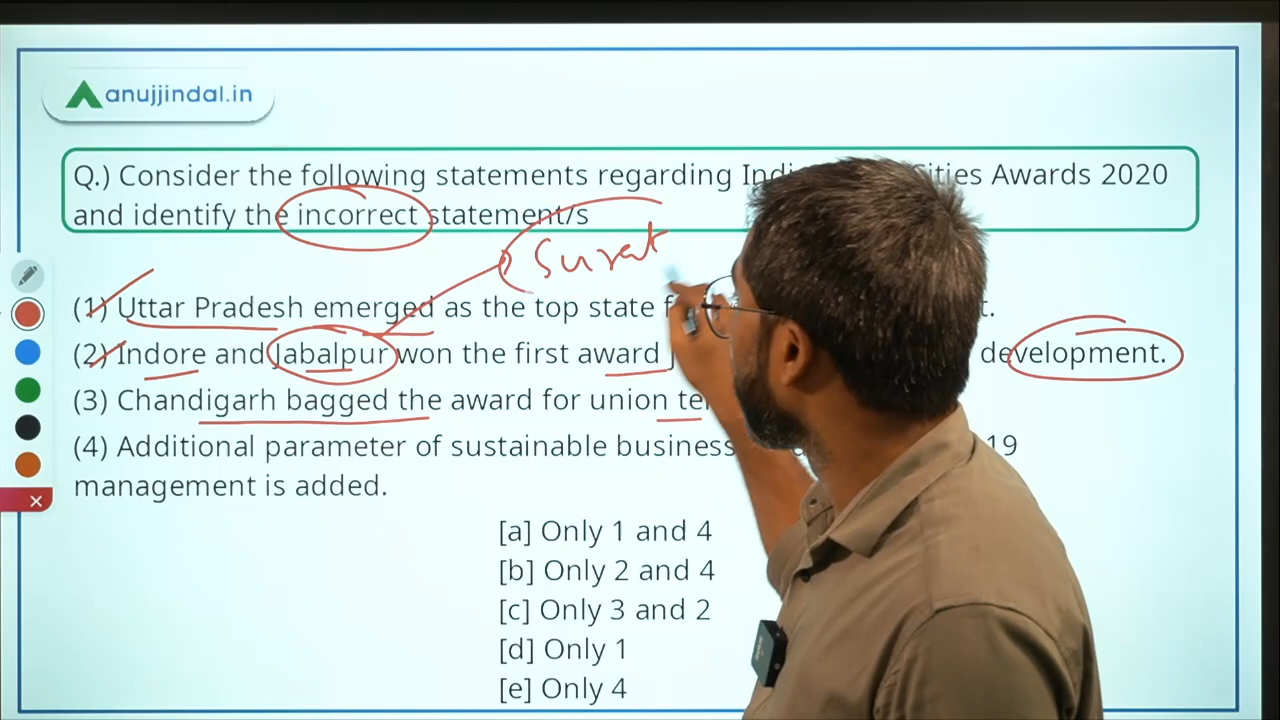 anujjindal.in
Q.) Consider the following statements regarding Cities Awards 2020
and identify the incorrect statement/s
Surat
(1) Uttar Pradesh emerged as the top state
(2) Indore and Jabalpur won the first award development.
(3) Chandigarh bagged the award for union
(4) Additional parameter of sustainable business 19
management is added.
[a] Only 1 and 4
[b] Only 2 and 4
[c] Only 3 and 2
[d] Only 1
[e] Only 4